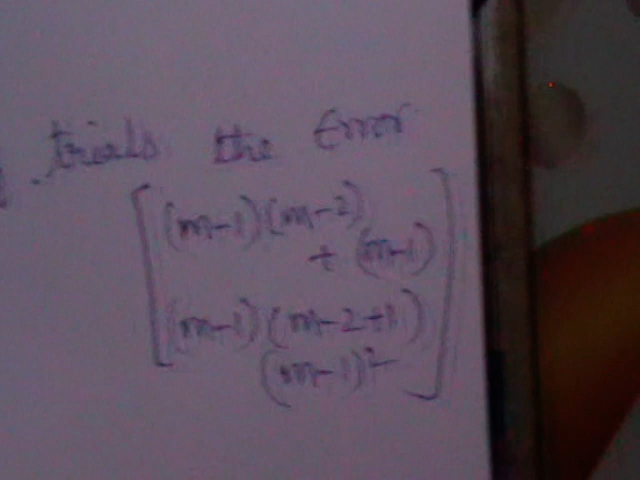 trials the Error
(m-1)(m-2)
+ (m-1)
(m-1)(m-2+1)
(m-1)²